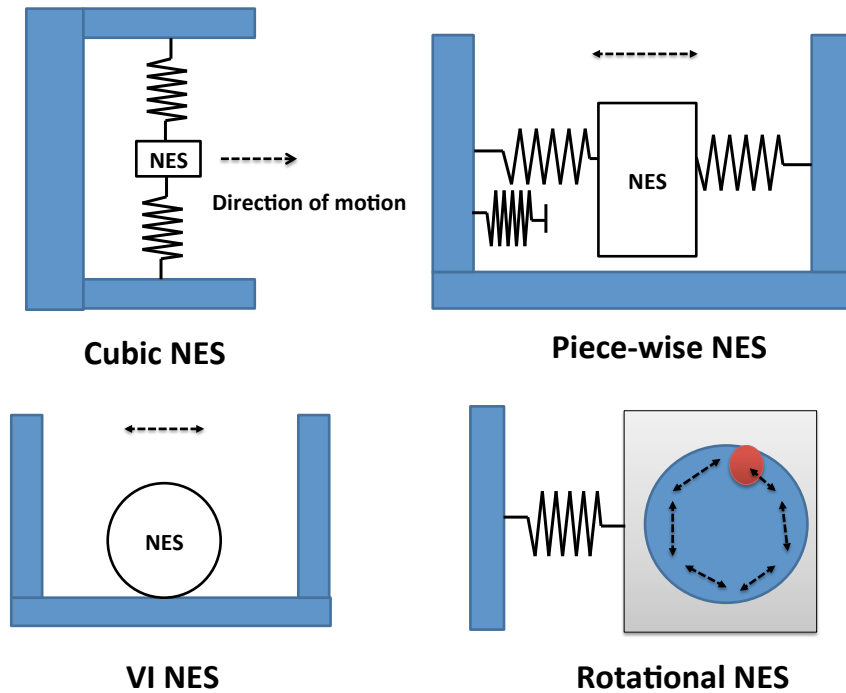 NES
Direction of motion
Cubic NES
NES
Piece-wise NES
NES
VI NES
Rotational NES